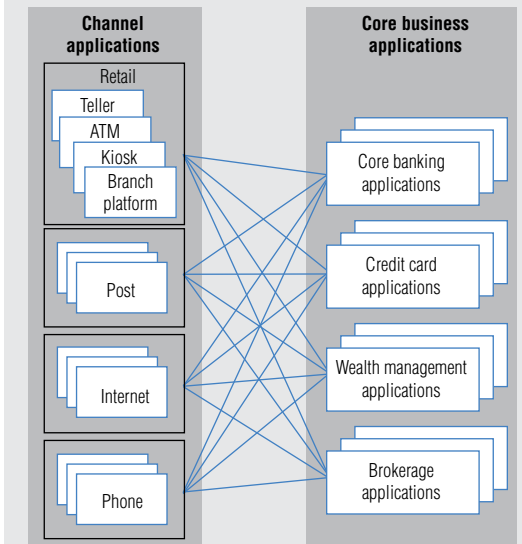 Channel
applications
Core business
applications
Retail
Teller
ATM
Kiosk
Branch
platform
Core banking
applications
Post
Credit card
applications
Internet
Wealth management
applications
Phone
Brokerage
applications